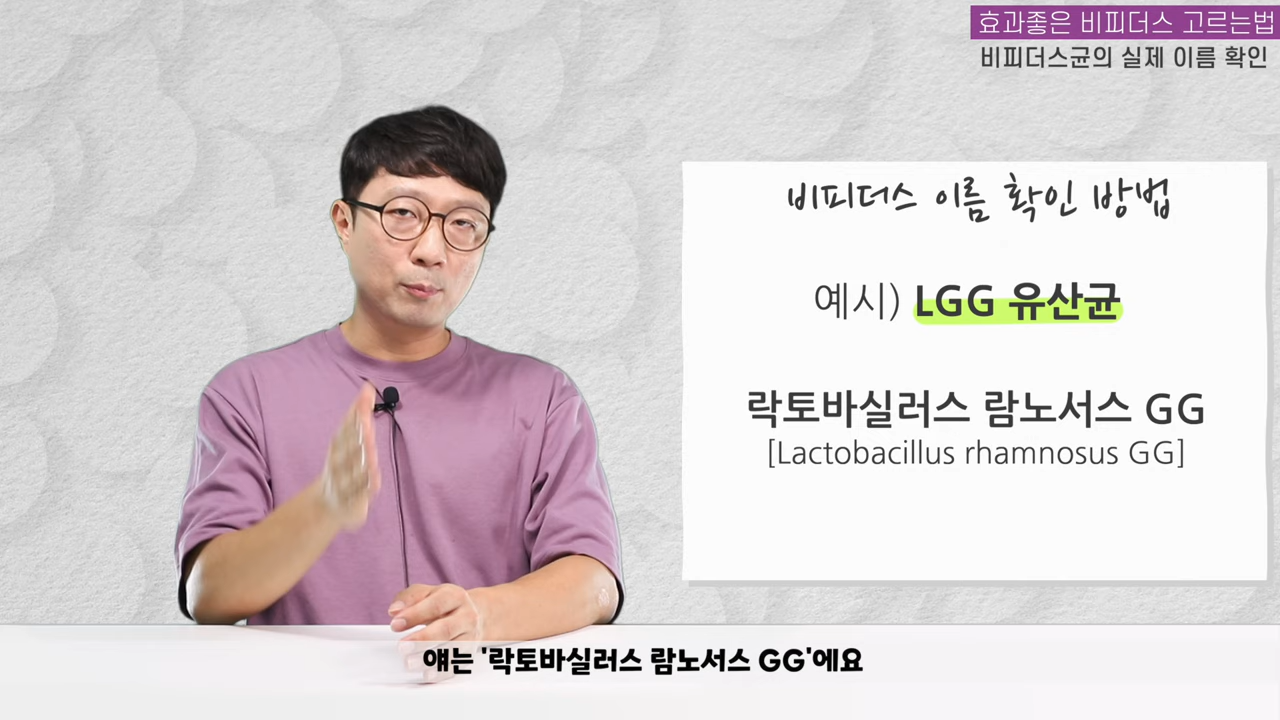 효과좋은 비피더스 고르는법
비피더스균의 실제 이름 확인
비피더스 이름 확인 방법
예시) LGG 유산균
락토바실러스 람노서스 GG
[Lactobacillus rhamnosus GG]
얘는 '락토바실러스 람노서스 GG'에요